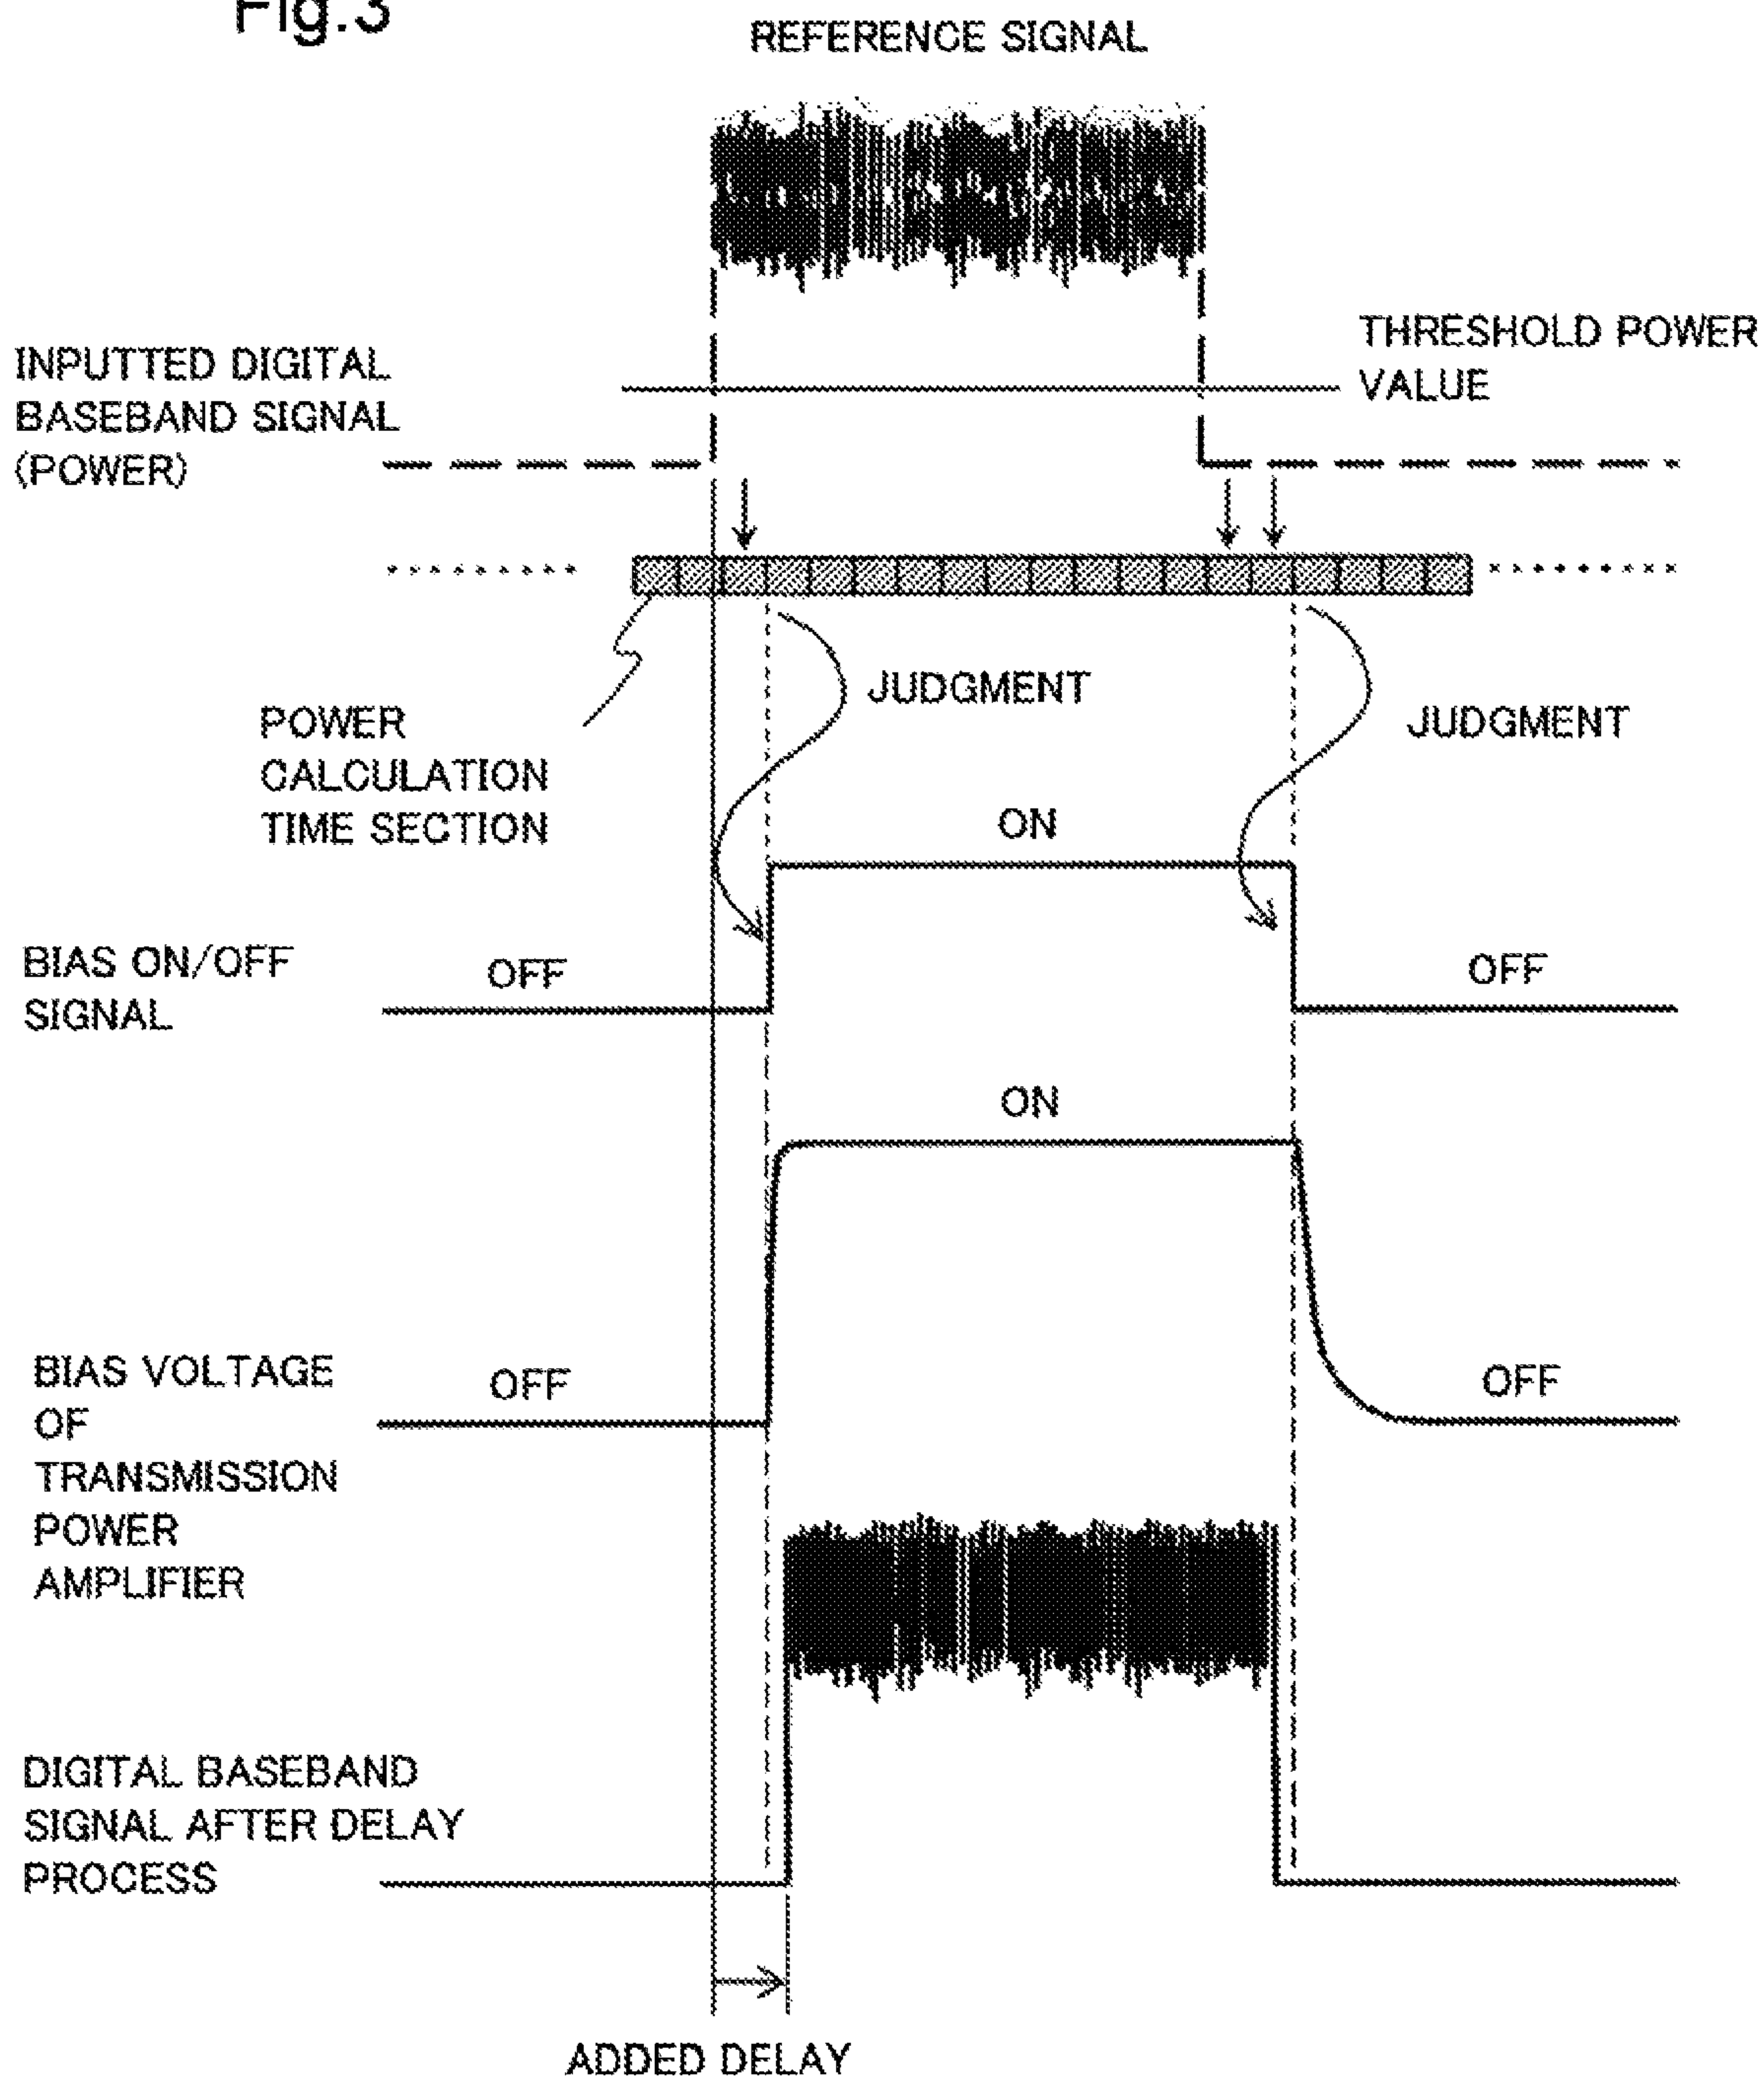 Fig.3
REFERENCE SIGNAL
THRESHOLD POWER
VALUE
INPUTTED DIGITAL
BASEBAND SIGNAL
(POWER)
JUDGMENT
JUDGMENT
POWER
CALCULATION
TIME SECTION
ON
BIAS ON/OFF
SIGNAL
OFF
OFF
ON
BIAS VOLTAGE
OF
TRANSMISSION
POWER
AMPLIFIER
OFF
OFF
DIGITAL BASEBAND
SIGNAL AFTER DELAY
PROCESS
ADDED DELAY